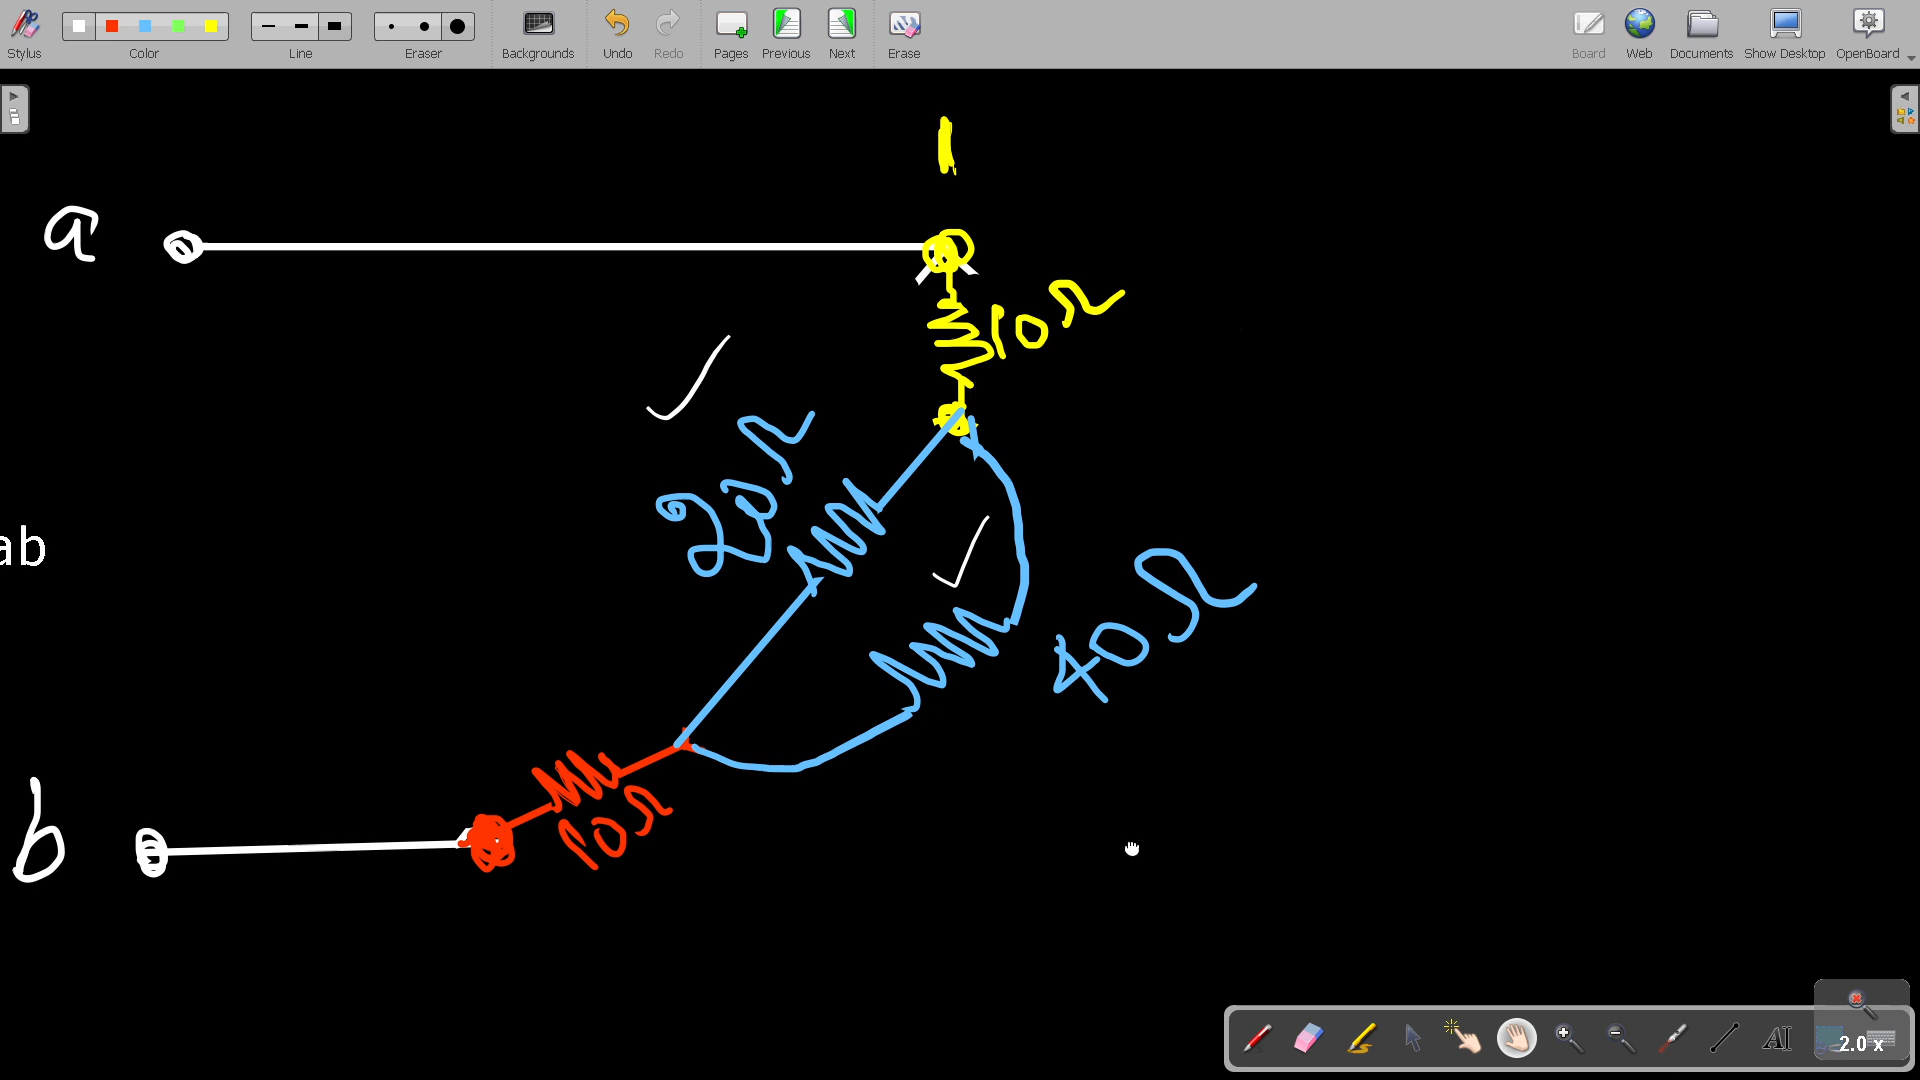 Stylus Color Line Eraser Backgrounds Undo Redo Pages Previous Next Erase Board Web Documents Show Desktop OpenBoard
1
a
10Ω
20Ω
ab
40Ω
10Ω
b
2.0 x